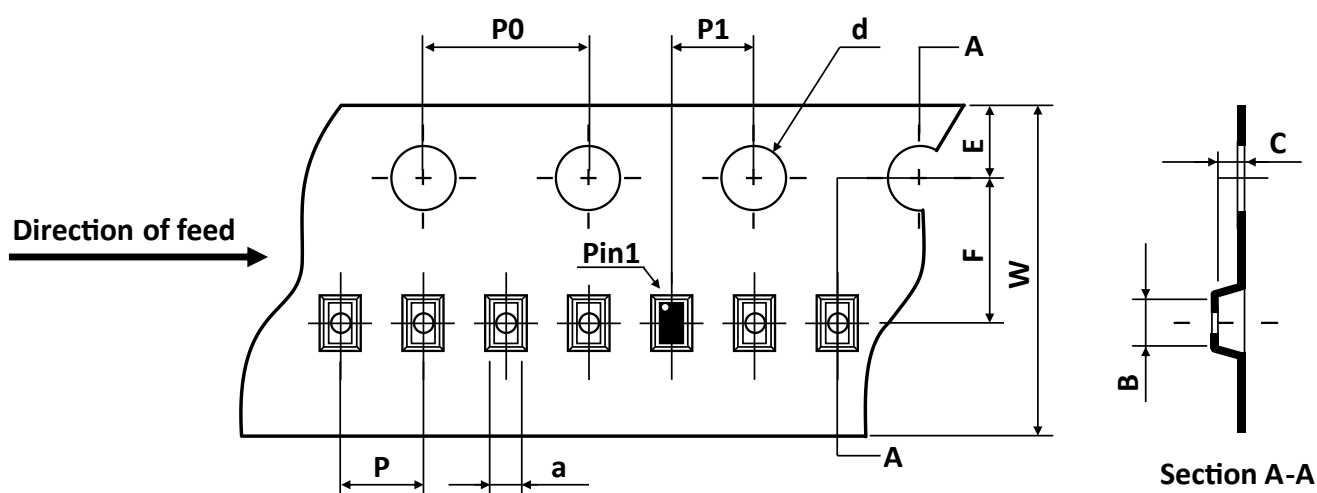 P0
P1
d
A
E
C
Direction of feed
Pin1
F
W
B
P
a
A
Section A-A